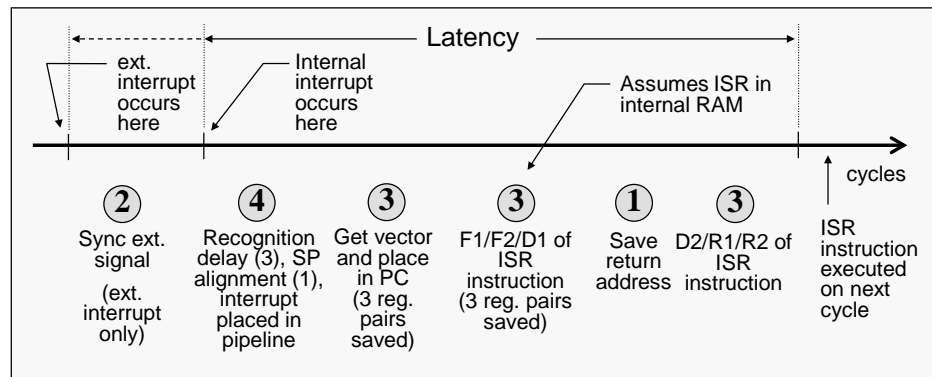 Latency
ext.
interrupt
occurs
here
Internal
interrupt
occurs
here
Assumes ISR in
internal RAM
cycles
2
Sync ext.
signal
(ext.
interrupt
only)
4
Recognition
delay (3), SP
alignment (1),
interrupt
placed in
pipeline
3
Get vector
and place
in PC
(3 reg.
pairs
saved)
3
F1/F2/D1 of
ISR
instruction
(3 reg. pairs
saved)
1
Save
return
address
3
D2/R1/R2 of
ISR
instruction
ISR
instruction
executed
on next
cycle